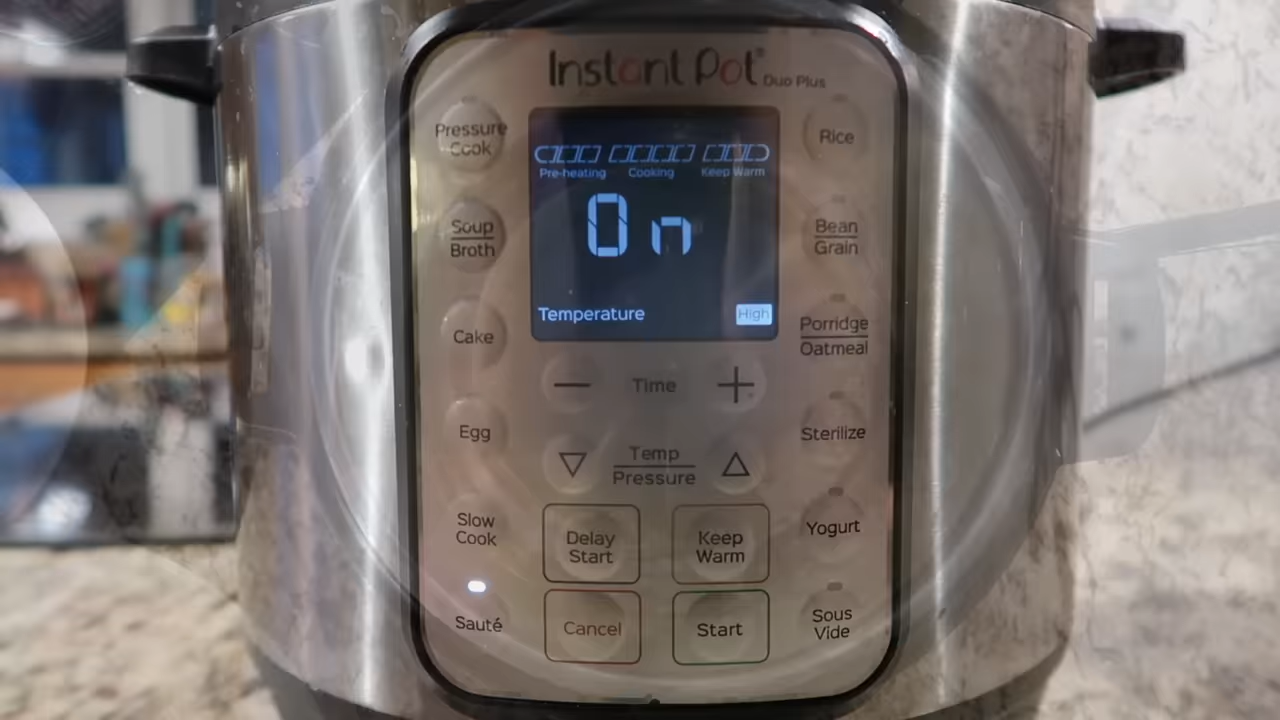 Instant Pot®
Duo Plus
Pressure
Cook
Rice
Pre-heating Cooking Keep Warm
On
Soup
Broth
Bean
Grain
Temperature High
Cake
Porridge
Oatmeal
— Time +
Egg
Sterilize
Temp
Pressure
Slow
Cook
Delay
Start
Keep
Warm
Yogurt
Sauté
Cancel
Start
Sous
Vide